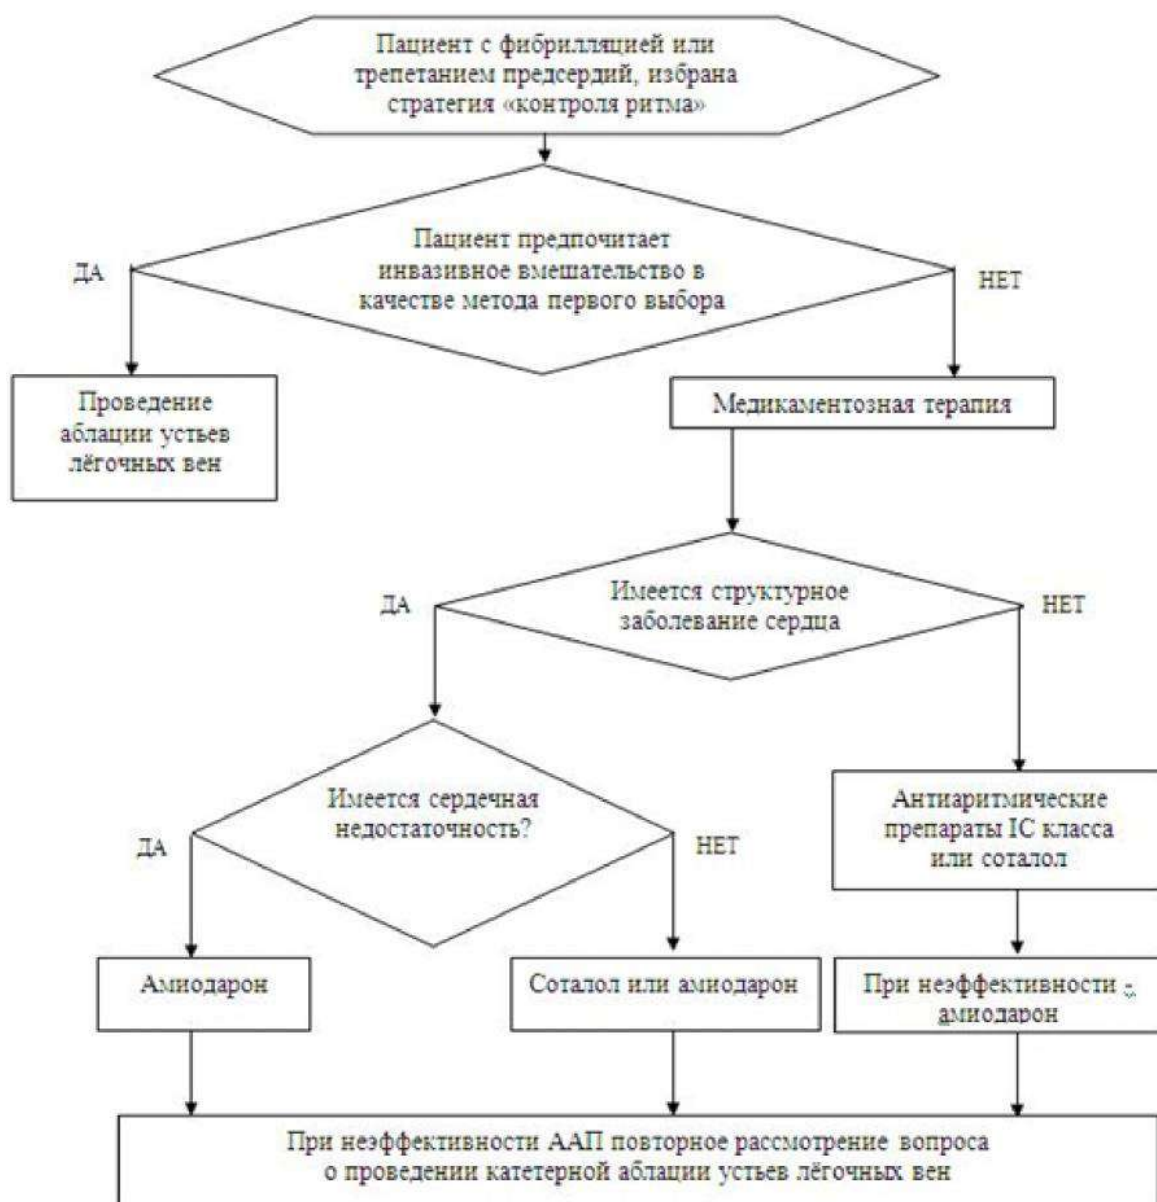 Пациент с фибрилляцией или
трепетанием предсердий, избрана
стратегия «контроля ритма»
Пациент предпочитает
инвазивное вмешательство в
качестве метода первого выбора
ДА
НЕТ
Проведение
аблации устьев
лёгочных вен
Медикаментозная терапия
Имеется структурное
заболевание сердца
ДА
НЕТ
Имеется сердечная
недостаточность?
ДА
НЕТ
Антиаритмические
препараты IC класса
или соталол
Амиодарон
Соталол или амиодарон
При неэффективности -
амиодарон
При неэффективности ААП повторное рассмотрение вопроса
о проведении катетерной аблации устьев лёгочных вен